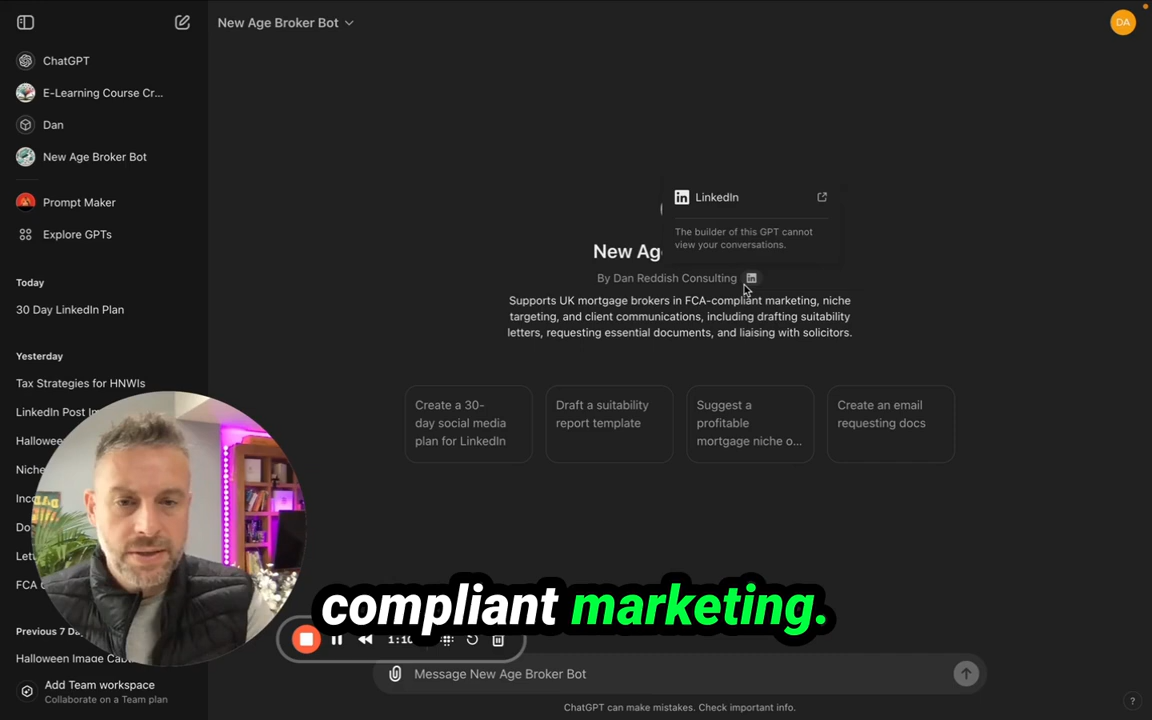 New Age Broker Bot
DA
ChatGPT
E-Learning Course Cr...
Dan
New Age Broker Bot
Prompt Maker
Explore GPTs
Today
30 Day LinkedIn Plan
Yesterday
Tax Strategies for HNWIs
LinkedIn Post Im
Hallowee
Niche
Inco
Do
Let
FCA
Previous 7 D
Halloween Image Cap
Add Team workspace
Collaborate on a Team plan
LinkedIn
The builder of this GPT cannot
view your conversations.
New Ag
By Dan Reddish Consulting
Supports UK mortgage brokers in FCA-compliant marketing, niche
targeting, and client communications, including drafting suitability
letters, requesting essential documents, and liaising with solicitors.
Create a 30-
day social media
plan for LinkedIn
Draft a suitability
report template
Suggest a
profitable
mortgage niche o...
Create an email
requesting docs
compliant marketing.
Message New Age Broker Bot
ChatGPT can make mistakes. Check important info.
?